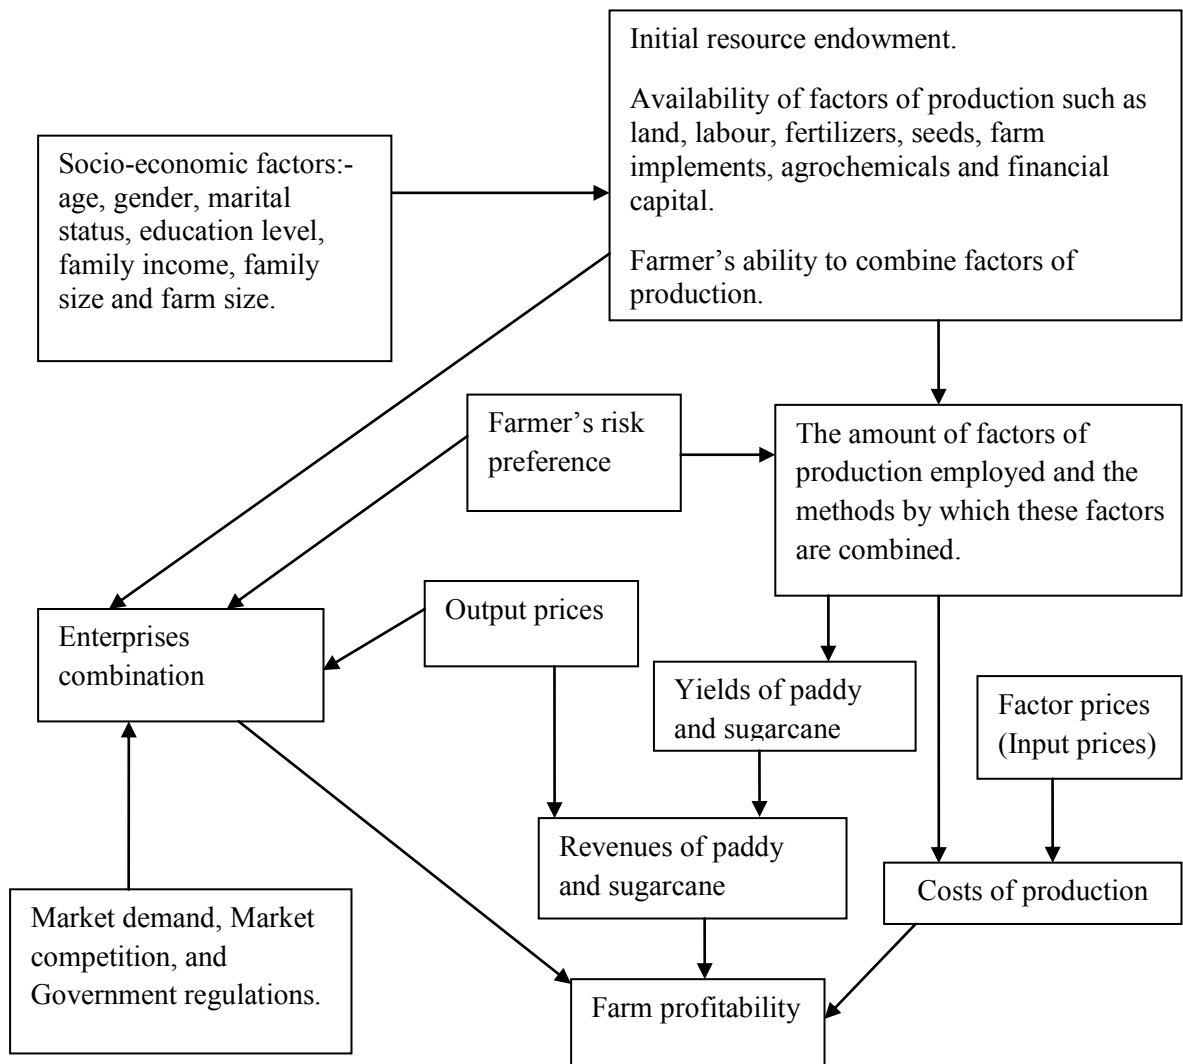 Initial resource endowment.
Availability of factors of production such as
land, labour, fertilizers, seeds, farm
implements, agrochemicals and financial
capital.
Farmer’s ability to combine factors of
production.
Socio-economic factors:-
age, gender, marital
status, education level,
family income, family
size and farm size.
Farmer’s risk
preference
The amount of factors of
production employed and the
methods by which these factors
are combined.
Output prices
Enterprises
combination
Yields of paddy
and sugarcane
Factor prices
(Input prices)
Revenues of paddy
and sugarcane
Costs of production
Market demand, Market
competition, and
Government regulations.
Farm profitability